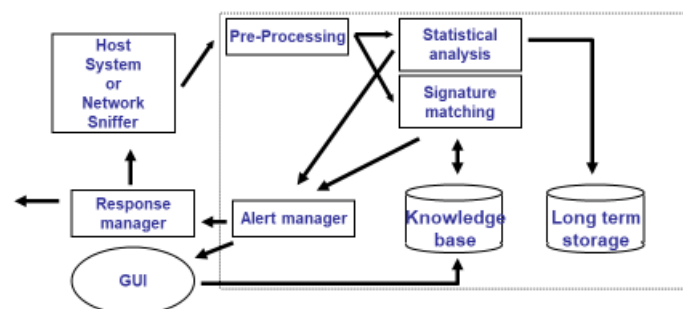 Host
System
or
Network
Sniffer
Pre-Processing
Statistical
analysis
Signature
matching
Response
manager
Alert manager
Knowledge
base
Long term
storage
GUI